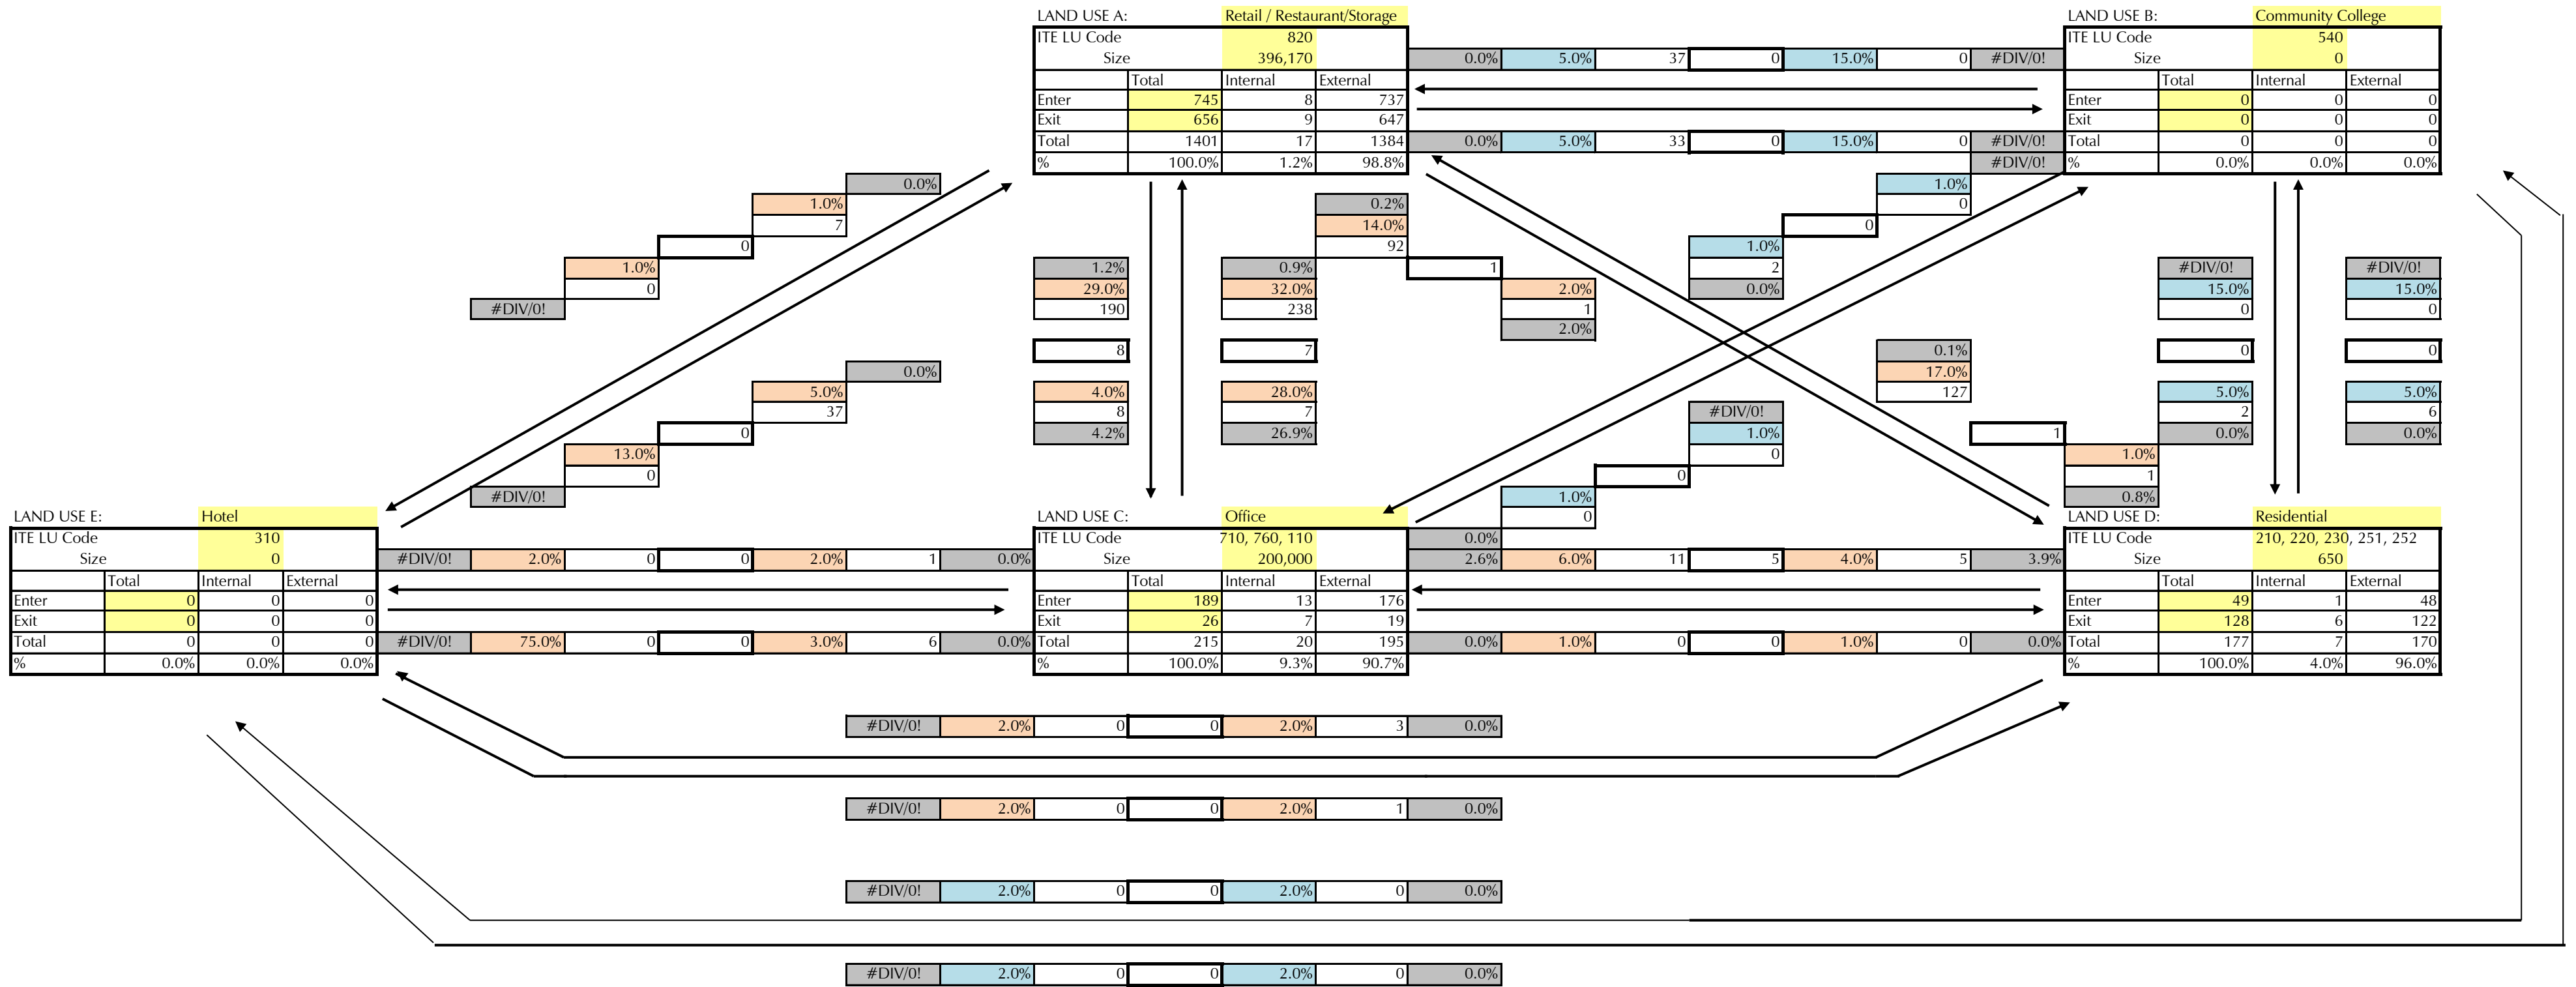 LAND USE A: Retail / Restaurant/Storage LAND USE B: Community College
ITE LU Code 820 ITE LU Code 540
Size 396,170 0.0% 5.0% 37 0 15.0% 0 #DIV/0! Size 0
Total Internal External Total Internal External
Enter 745 8 737 Enter 0 0 0
Exit 656 9 647 Exit 0 0 0
Total 1401 17 1384 0.0% 5.0% 33 0 15.0% 0 #DIV/0! Total 0 0 0
% 100.0% 1.2% 98.8% #DIV/0! % 0.0% 0.0% 0.0%
0.0% 1.0%
1.0% 0.2% 0
7 14.0% 0
0 92 1.0%
1.0% 1.2% 0.9% 1 2 #DIV/0! #DIV/0!
0 29.0% 32.0% 2.0% 0.0% 15.0% 15.0%
#DIV/0! 190 238 1 0 0
2.0%
8 7 0.1% 0 0
0.0% 17.0%
5.0% 4.0% 28.0% 127 5.0% 5.0%
37 8 7 #DIV/0! 2 6
0 4.2% 26.9% 1.0% 1 0.0% 0.0%
13.0% 0 1.0%
0 0 1
#DIV/0! 1.0% 0.8%
LAND USE E: Hotel LAND USE C: Office 0 LAND USE D: Residential
ITE LU Code 310 ITE LU Code 710, 760, 110 0.0% ITE LU Code 210, 220, 230, 251, 252
Size 0 #DIV/0! 2.0% 0 0 2.0% 1 0.0% Size 200,000 2.6% 6.0% 11 5 4.0% 5 3.9% Size 650
Total Internal External Total Internal External Total Internal External
Enter 0 0 0 Enter 189 13 176 Enter 49 1 48
Exit 0 0 0 Exit 26 7 19 Exit 128 6 122
Total 0 0 0 #DIV/0! 75.0% 0 0 3.0% 6 0.0% Total 215 20 195 0.0% 1.0% 0 0 1.0% 0 0.0% Total 177 7 170
% 0.0% 0.0% 0.0% % 100.0% 9.3% 90.7% % 100.0% 4.0% 96.0%
#DIV/0! 2.0% 0 0 2.0% 3 0.0%
#DIV/0! 2.0% 0 0 2.0% 1 0.0%
#DIV/0! 2.0% 0 0 2.0% 0 0.0%
#DIV/0! 2.0% 0 0 2.0% 0 0.0%